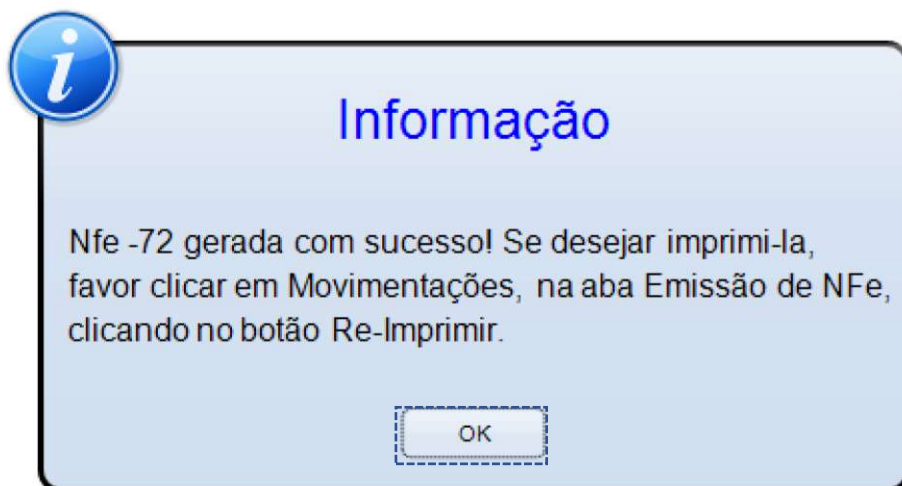 i
Informação
Nfe -72 gerada com sucesso! Se desejar imprimi-la,
favor clicar em Movimentações, na aba Emissão de NFe,
clicando no botão Re-Imprimir.
OK